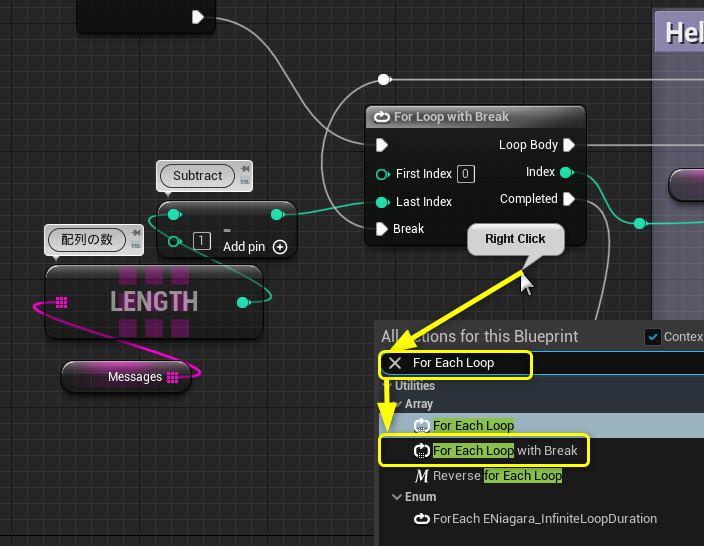 Hel
For Loop with Break
Loop Body
First Index 0
Index
Last Index
Completed
Break
Subtract
1
Add pin
配列の数
LENGTH
Messages
Right Click
All Actions for this Blueprint
Contex
For Each Loop
Utilities
Array
For Each Loop
For Each Loop with Break
Reverse for Each Loop
Enum
ForEach ENiagara_InfiniteLoopDuration